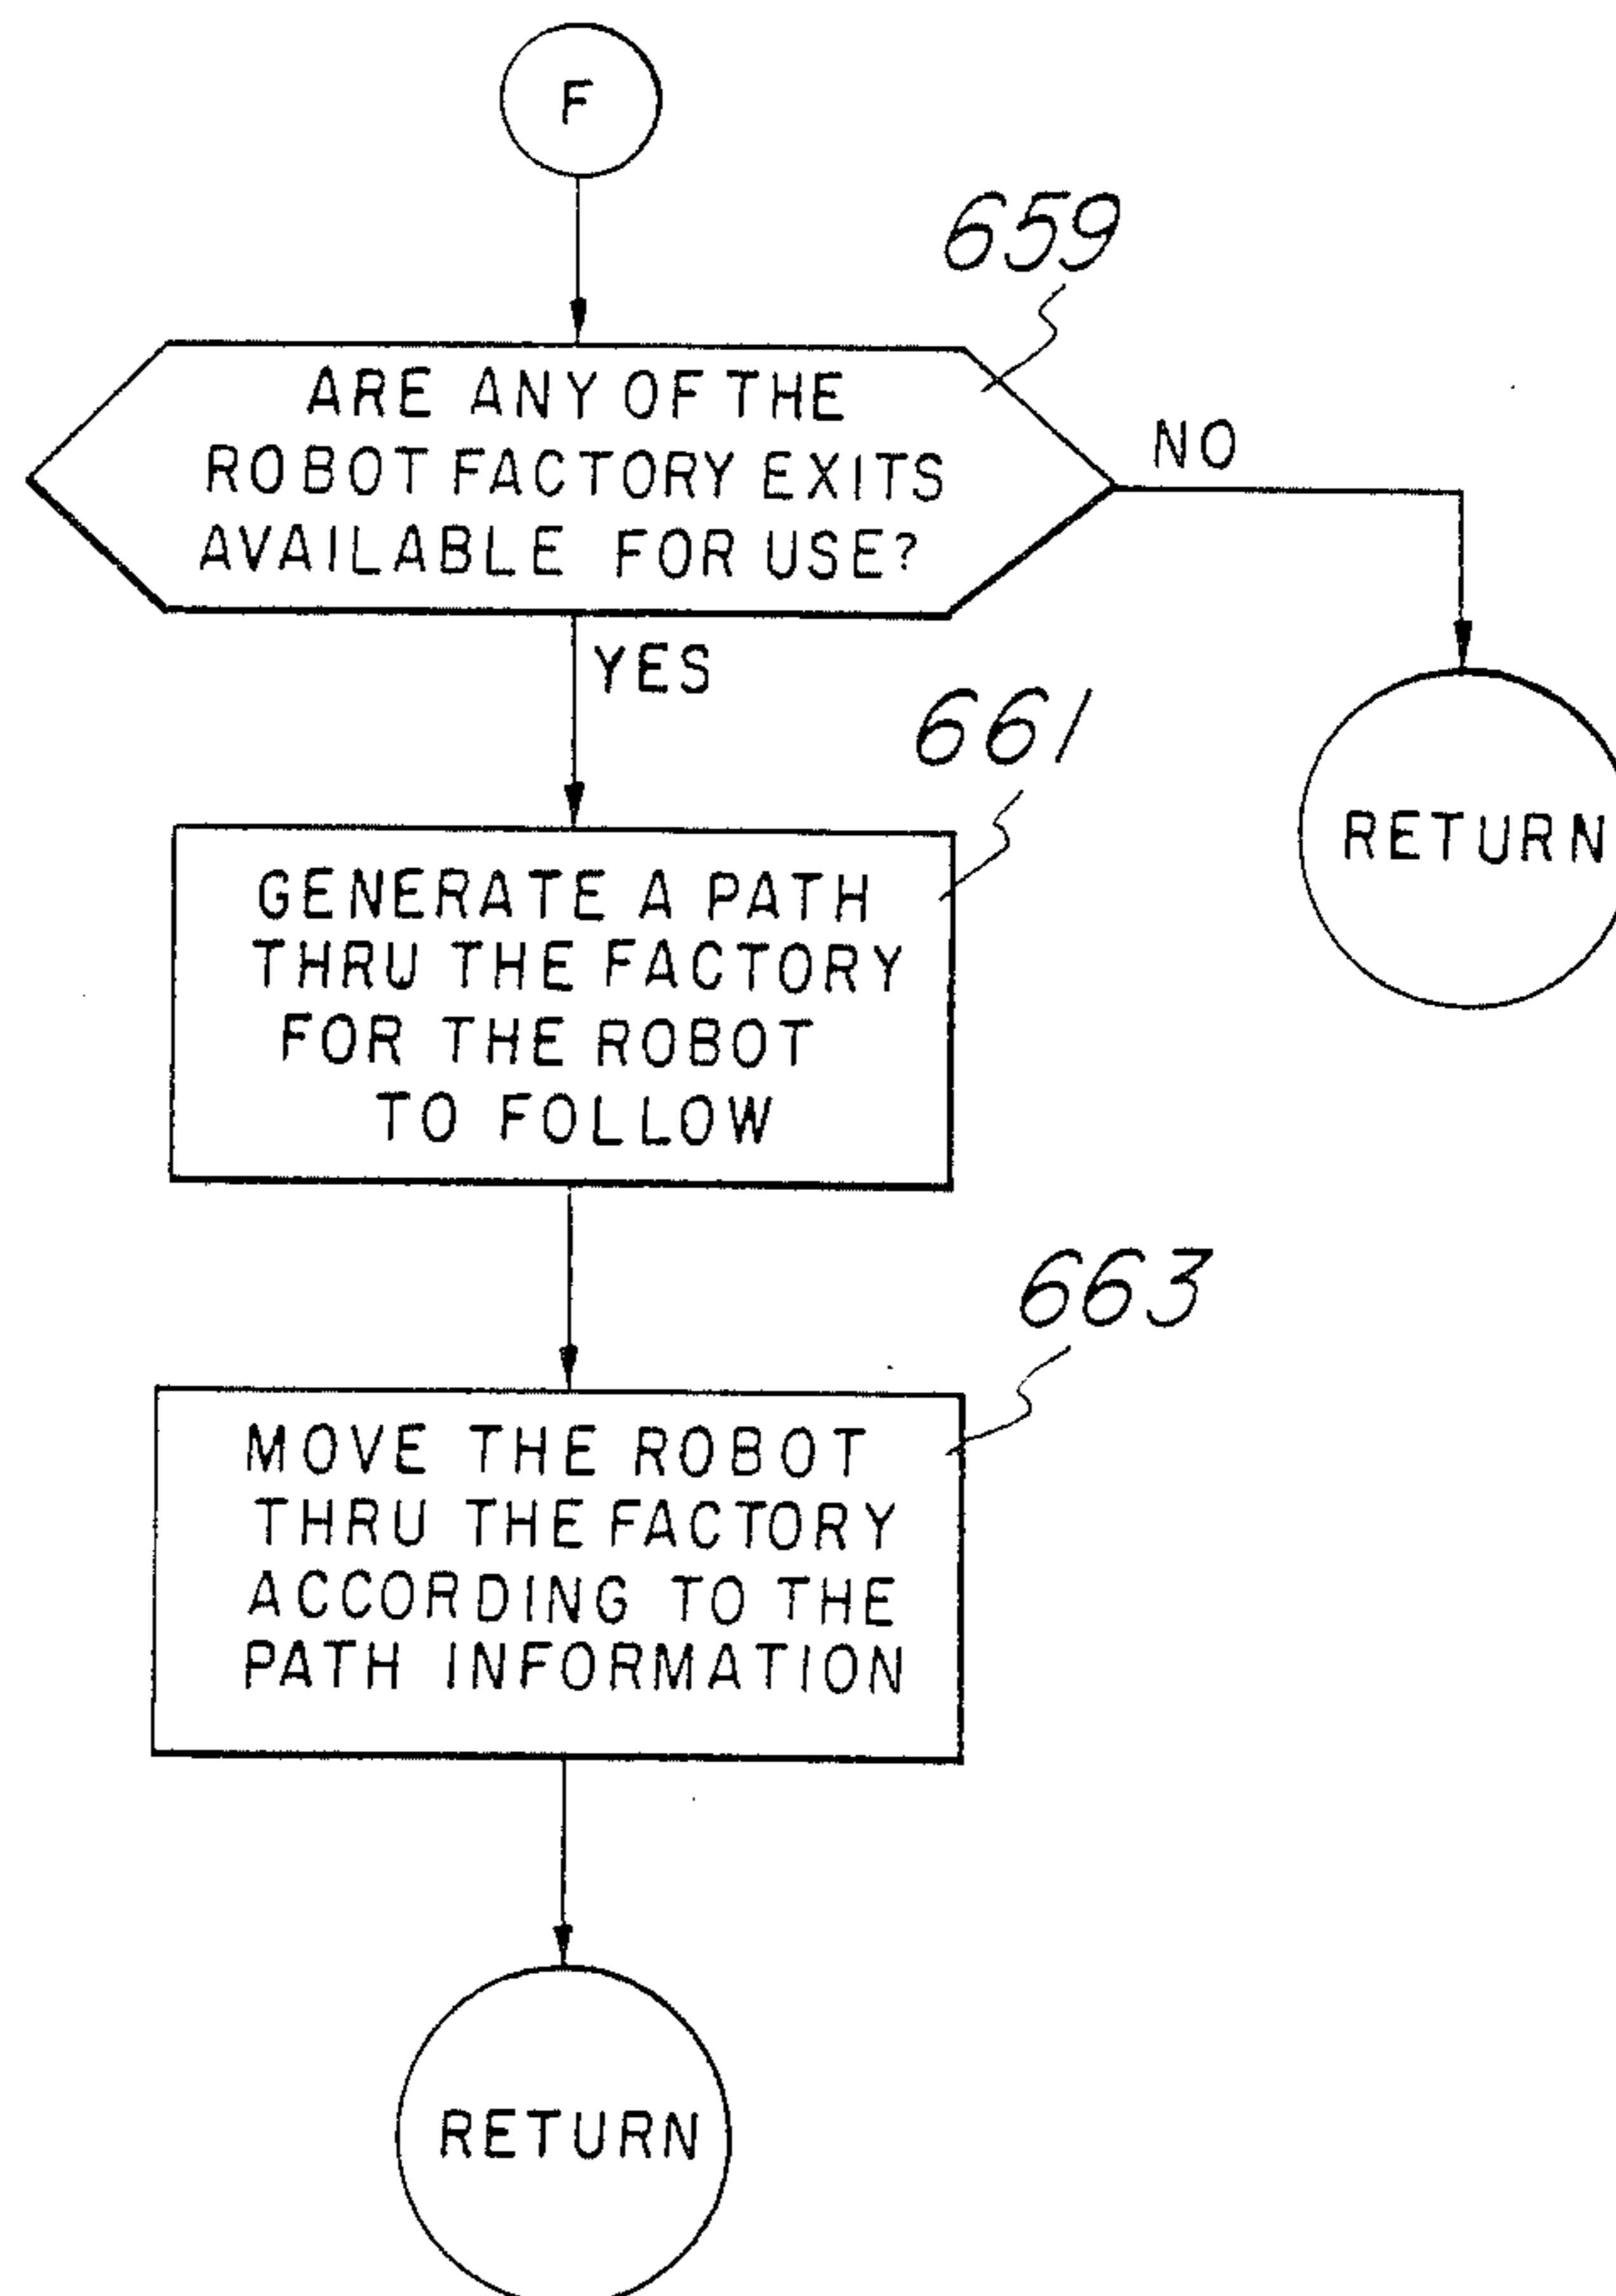 F
659
ARE ANY OF THE
ROBOT FACTORY EXITS
AVAILABLE FOR USE?
NO
YES
RETURN
661
GENERATE A PATH
THRU THE FACTORY
FOR THE ROBOT
TO FOLLOW
663
MOVE THE ROBOT
THRU THE FACTORY
ACCORDING TO THE
PATH INFORMATION
RETURN